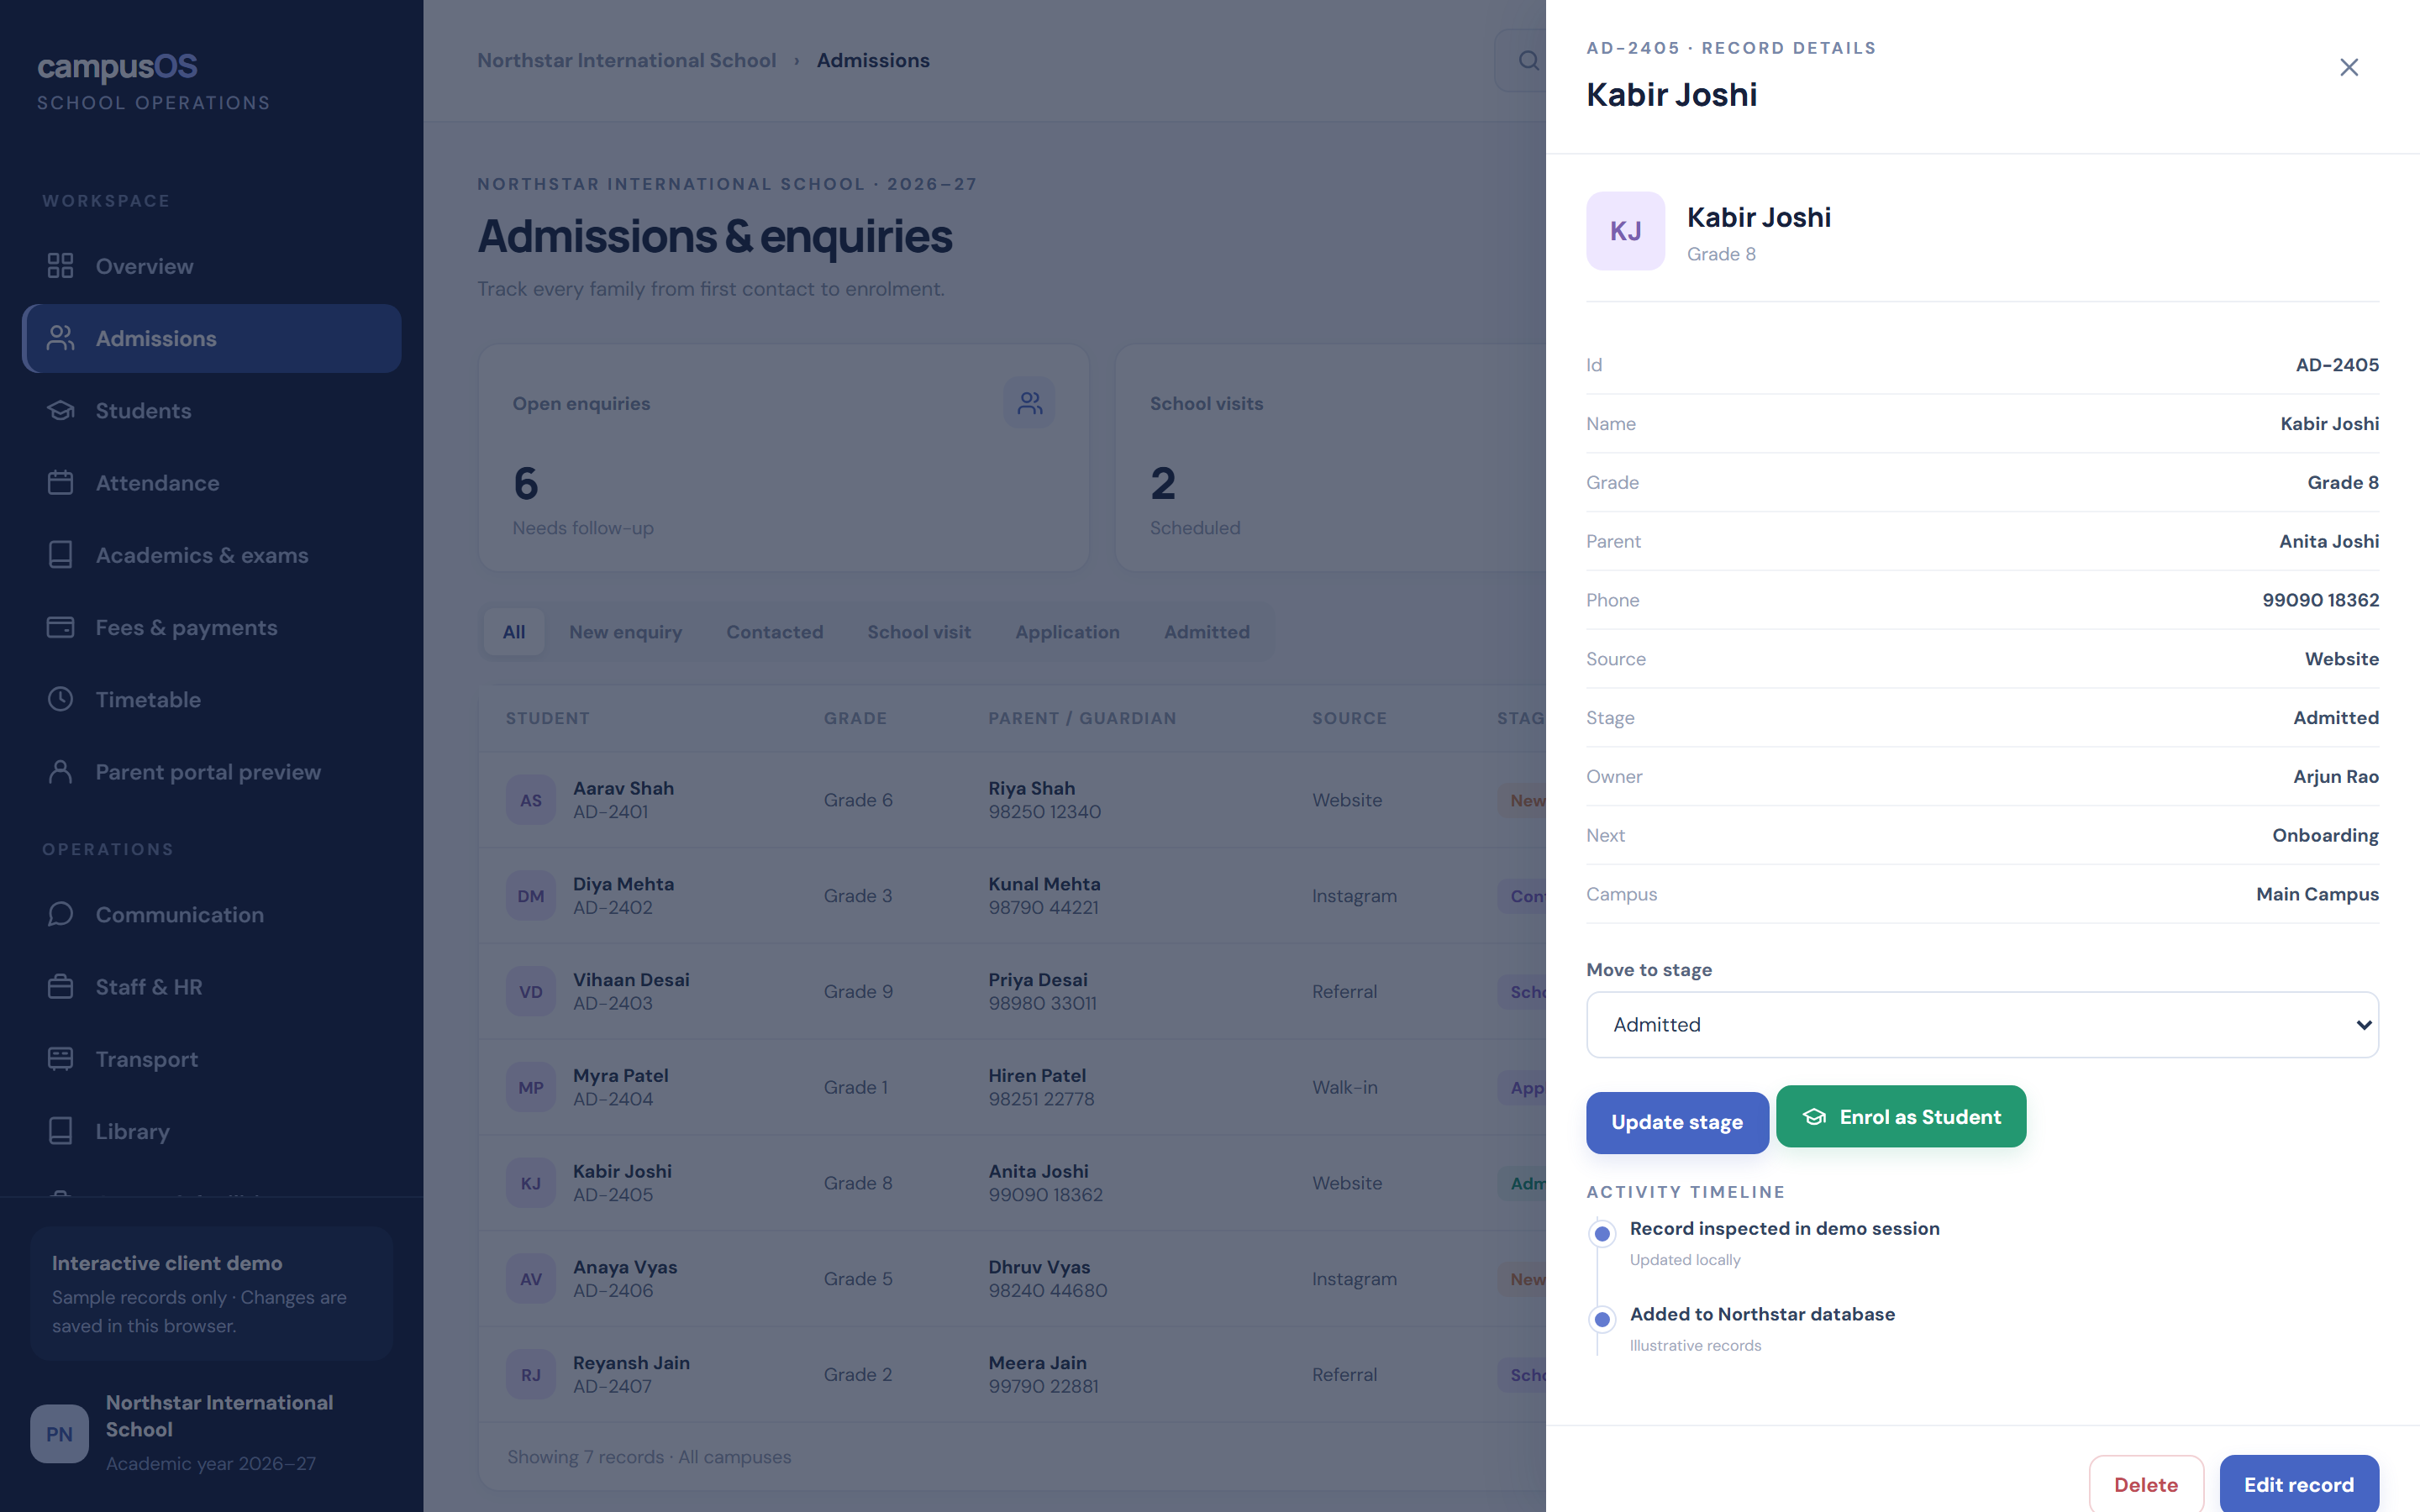 campusOS
SCHOOL OPERATIONS
WORKSPACE
Overview
Admissions
Students
Attendance
Academics & exams
Fees & payments
Timetable
Parent portal preview
OPERATIONS
Communication
Staff & HR
Transport
Library
Interactive client demo
Sample records only · Changes are
saved in this browser.
PN
Northstar International
School
Academic year 2026–27
Northstar International School › Admissions
NORTHSTAR INTERNATIONAL SCHOOL · 2026–27
Admissions & enquiries
Track every family from first contact to enrolment.
Open enquiries
6
Needs follow-up
School visits
2
Scheduled
All New enquiry Contacted School visit Application Admitted
STUDENT GRADE PARENT / GUARDIAN SOURCE STAG
AS Aarav Shah AD-2401 Grade 6 Riya Shah 98250 12340 Website New
DM Diya Mehta AD-2402 Grade 3 Kunal Mehta 98790 44221 Instagram Con
VD Vihaan Desai AD-2403 Grade 9 Priya Desai 98980 33011 Referral Scho
MP Myra Patel AD-2404 Grade 1 Hiren Patel 98251 22778 Walk-in App
KJ Kabir Joshi AD-2405 Grade 8 Anita Joshi 99090 18362 Website Adm
AV Anaya Vyas AD-2406 Grade 5 Dhruv Vyas 98240 44680 Instagram New
RJ Reyansh Jain AD-2407 Grade 2 Meera Jain 99790 22881 Referral Scho
Showing 7 records · All campuses
AD-2405 · RECORD DETAILS
Kabir Joshi
KJ
Kabir Joshi
Grade 8
Id AD-2405
Name Kabir Joshi
Grade Grade 8
Parent Anita Joshi
Phone 99090 18362
Source Website
Stage Admitted
Owner Arjun Rao
Next Onboarding
Campus Main Campus
Move to stage
Admitted
Update stage Enrol as Student
ACTIVITY TIMELINE
Record inspected in demo session
Updated locally
Added to Northstar database
Illustrative records
Delete Edit record